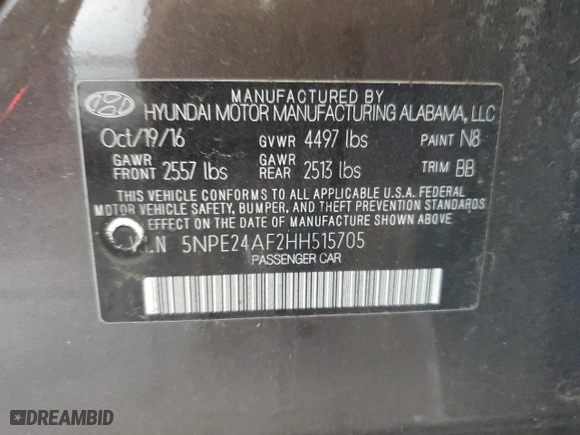 MANUFACTURED BY
HYUNDAI MOTOR MANUFACTURING ALABAMA, LLC
Oct/19/16 GVWR 4497 lbs PAINT N8
GAWR FRONT 2557 lbs GAWR REAR 2513 lbs TRIM BB
THIS VEHICLE CONFORMS TO ALL APPLICABLE U.S.A. FEDERAL
MOTOR VEHICLE SAFETY, BUMPER, AND THEFT PREVENTION STANDARDS
EFFECT ON THE DATE OF MANUFACTURE SHOWN ABOVE.
5NPE24AF2HH515705
PASSENGER CAR
DREAMBID